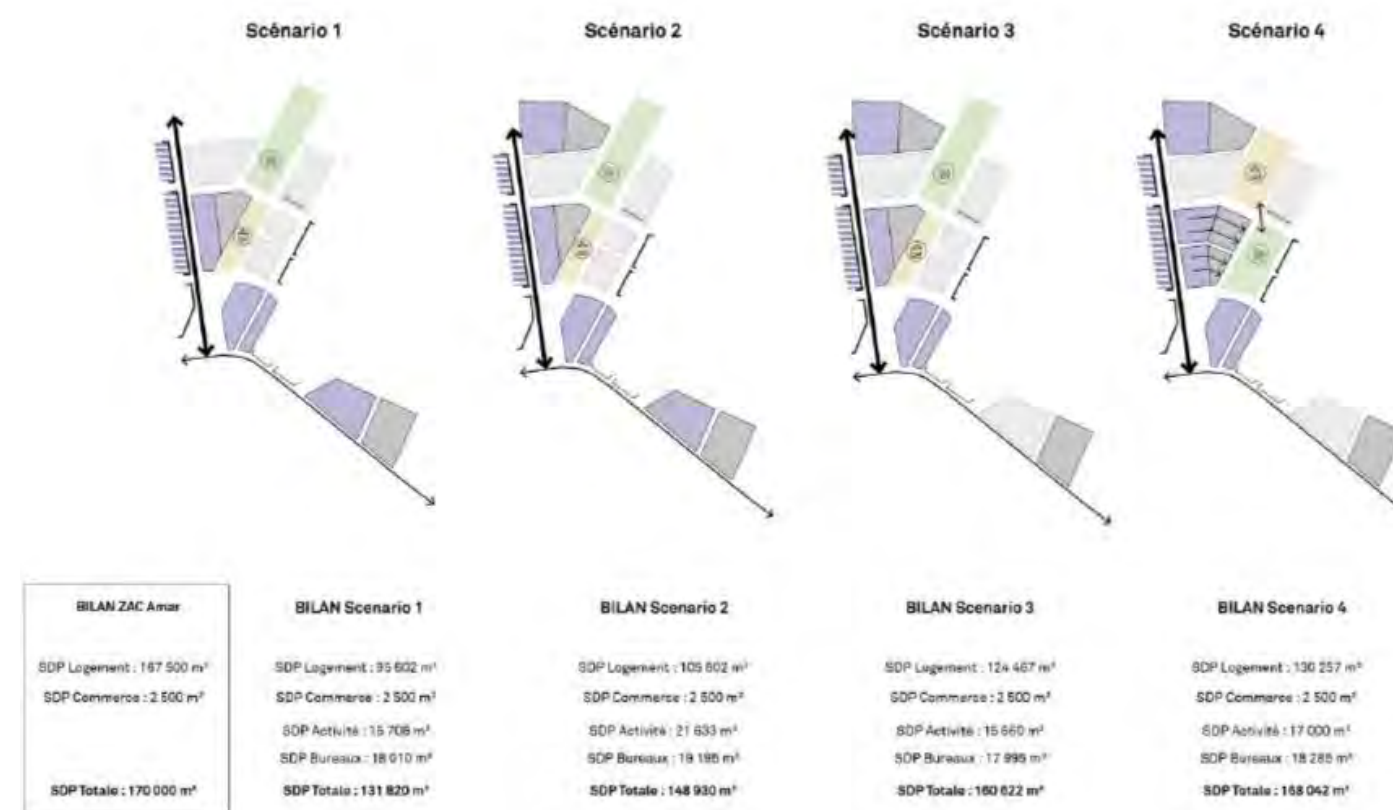 Scénario 1
Scénario 2
Scénario 3
Scénario 4
BILAN ZAC Amar
SDP Logement : 167 500 m²
SDP Commerce : 2 500 m²
SDP Totale : 170 000 m²
BILAN Scenario 1
SDP Logement : 95 602 m²
SDP Commerce : 2 500 m²
SDP Activité : 15 708 m²
SDP Bureaux : 18 010 m²
SDP Totale : 131 820 m²
BILAN Scenario 2
SDP Logement : 105 602 m²
SDP Commerce : 2 500 m²
SDP Activité : 21 633 m²
SDP Bureaux : 19 195 m²
SDP Totale : 148 930 m²
BILAN Scenario 3
SDP Logement : 124 467 m²
SDP Commerce : 2 500 m²
SDP Activité : 15 660 m²
SDP Bureaux : 17 995 m²
SDP Totale : 160 622 m²
BILAN Scenario 4
SDP Logement : 130 257 m²
SDP Commerce : 2 500 m²
SDP Activité : 17 000 m²
SDP Bureaux : 18 285 m²
SDP Totale : 168 042 m²